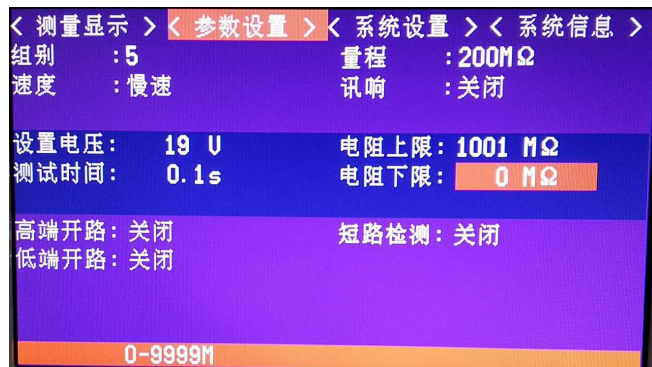 < 测量显示 > < 参数设置 > < 系统设置 > < 系统信息 >
组别 :5 量程 :200MΩ
速度 :慢速 讯响 :关闭
设置电压: 19 V 电阻上限: 1001 MΩ
测试时间: 0.1s 电阻下限: 0 MΩ
高端开路: 关闭 短路检测: 关闭
低端开路: 关闭
0-9999M